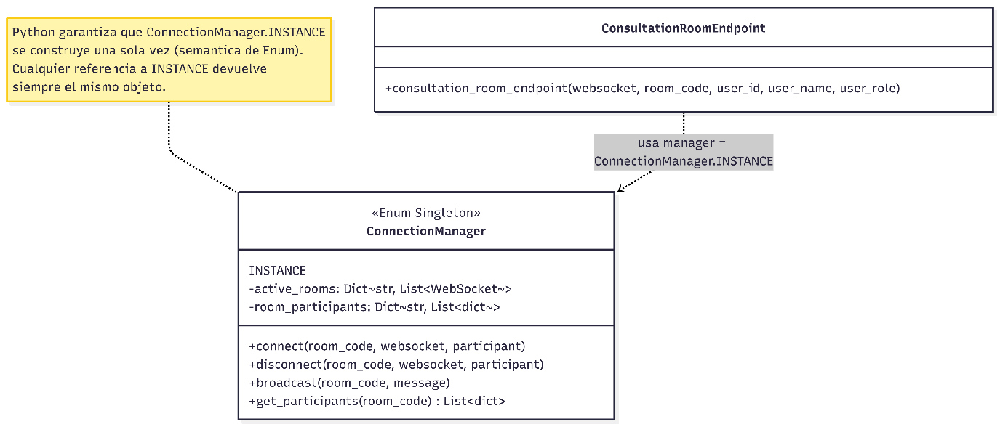 Python garantiza que ConnectionManager.INSTANCE
se construye una sola vez (semantica de Enum).
Cualquier referencia a INSTANCE devuelve
siempre el mismo objeto.
ConsultationRoomEndpoint
+consultation_room_endpoint(websocket, room_code, user_id, user_name, user_role)
usa manager =
ConnectionManager.INSTANCE
«Enum Singleton»
ConnectionManager
INSTANCE
-active_rooms: Dict~str, List<WebSocket~>
-room_participants: Dict~str, List<dict~>
+connect(room_code, websocket, participant)
+disconnect(room_code, websocket, participant)
+broadcast(room_code, message)
+get_participants(room_code) : List<dict>